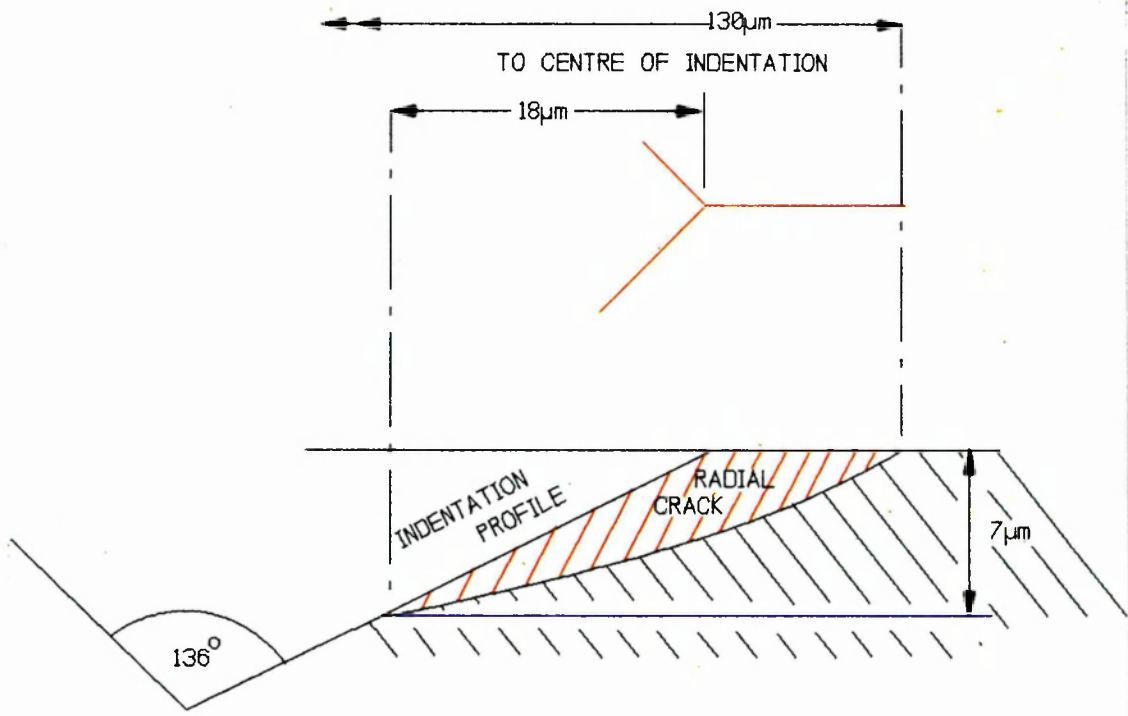 130µm
TO CENTRE OF INDENTATION
18µm
INDENTATION
PROFILE
RADIAL
CRACK
7µm
136°